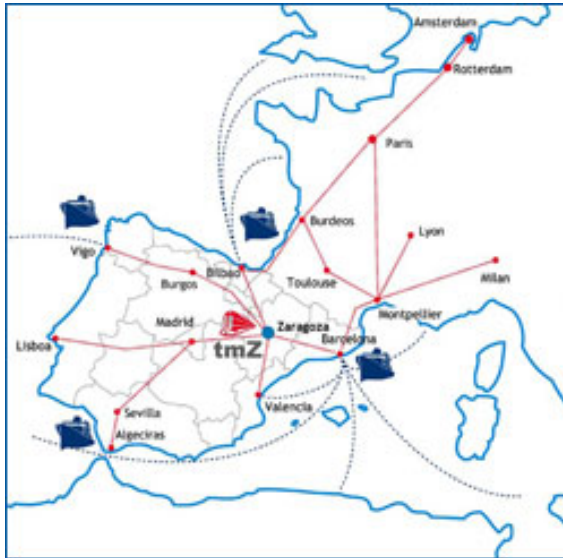 Amsterdam
Rotterdam
Paris
Burdeos
Lyon
Vigo
Bilbao
Burgos
Toulouse
Milan
Madrid
Zaragoza
Montpellier
Lisboa
tmZ
Barcelona
Valencia
Sevilla
Algeciras